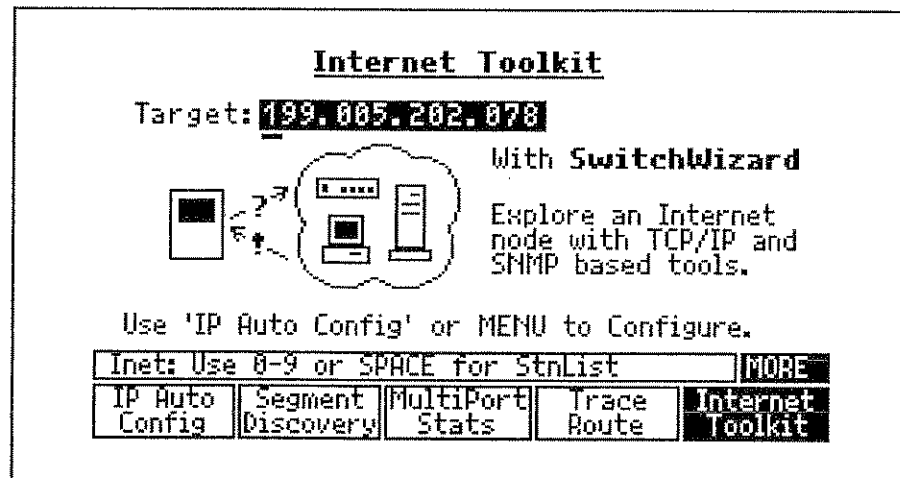 Internet Toolkit
Target: 199.005.202.078
With SwitchWizard
Explore an Internet
node with TCP/IP and
SNMP based tools.
Use 'IP Auto Config' or MENU to Configure.
Inet: Use 0-9 or SPACE for StnList MORE
IP Auto Config
Segment Discovery
MultiPort Stats
Trace Route
Internet Toolkit